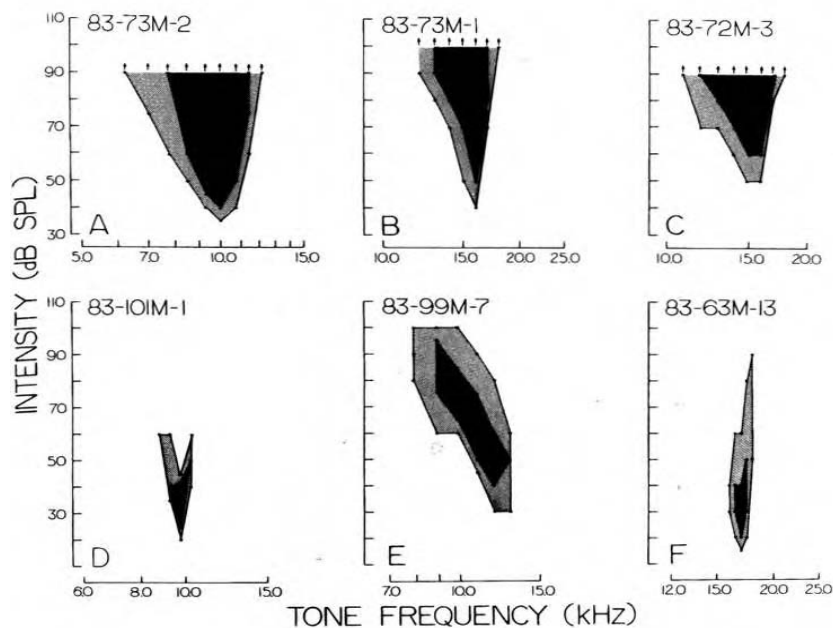 INTENSITY (dB SPL)
110
90
70
50
30
83-73M-2
83-73M-1
83-72M-3
A
B
C
5.0 7.0 10.0 15.0
10.0 15.0 20.0 25.0
10.0 15.0 20.0
110
90
70
50
30
83-101M-1
83-99M-7
83-63M-13
D
E
F
6.0 8.0 10.0 15.0
7.0 10.0 15.0
12.0 15.0 20.0 25.0
TONE FREQUENCY (kHz)